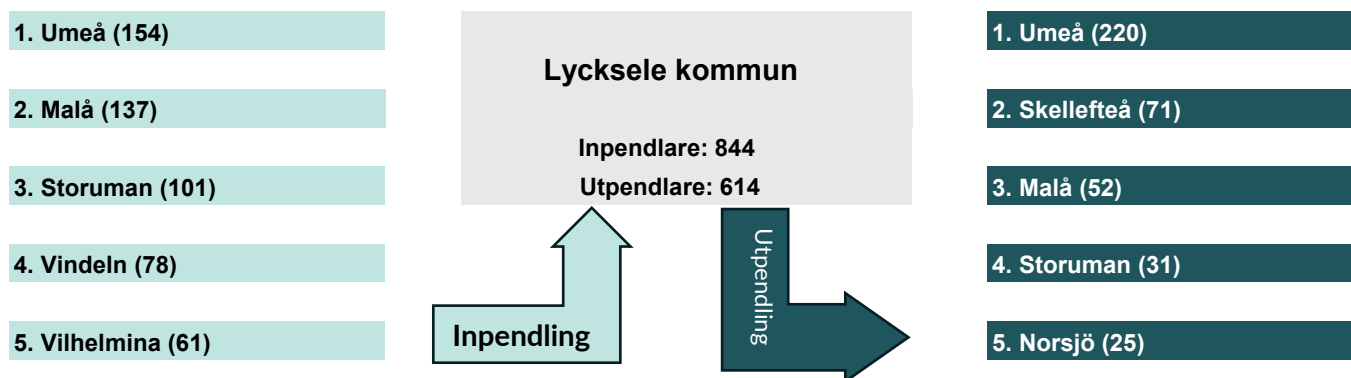 1. Umeå (154)
2. Malå (137)
3. Storuman (101)
4. Vindeln (78)
5. Vilhelmina (61)
Lycksele kommun
Inpendlare: 844
Utpendlare: 614
Inpendling
Utpendling
1. Umeå (220)
2. Skellefteå (71)
3. Malå (52)
4. Storuman (31)
5. Norsjö (25)